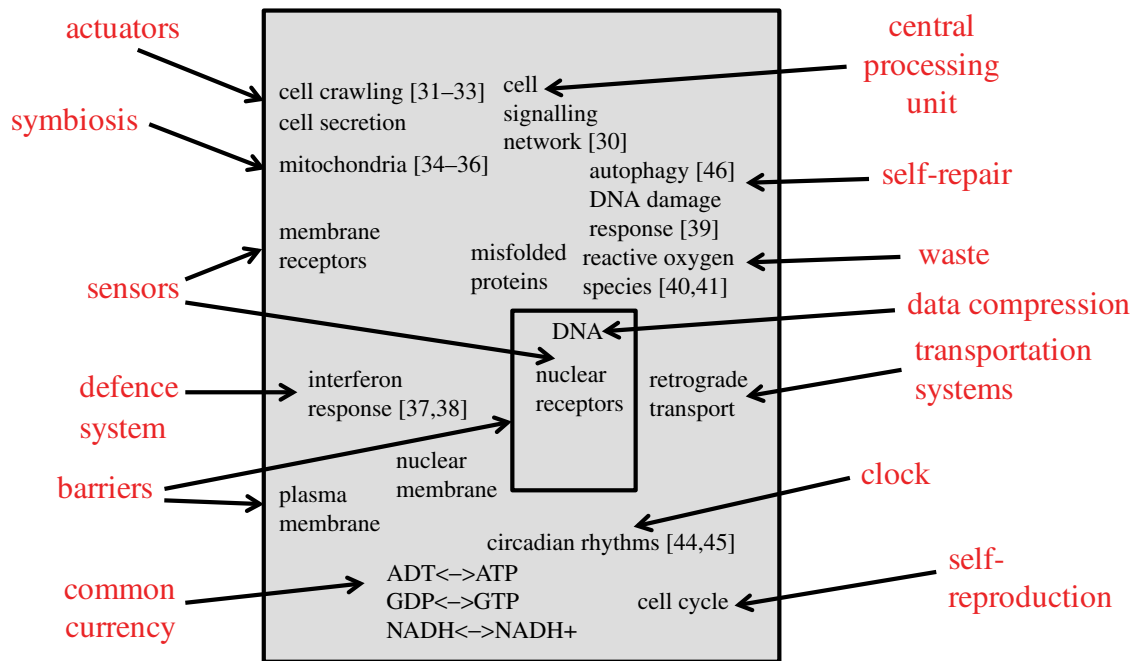 actuators
symbiosis
sensors
defence
system
barriers
common
currency
cell crawling [31–33]
cell secretion
mitochondria [34–36]
membrane
receptors
interferon
response [37,38]
nuclear
membrane
plasma
membrane
ADT<–>ATP
GDP<–>GTP
NADH<–>NADH+
cell
signalling
network [30]
autophagy [46]
DNA damage
response [39]
misfolded
proteins
reactive oxygen
species [40,41]
DNA
nuclear
receptors
retrograde
transport
circadian rhythms [44,45]
cell cycle
central
processing
unit
self-repair
waste
data compression
transportation
systems
clock
self-
reproduction